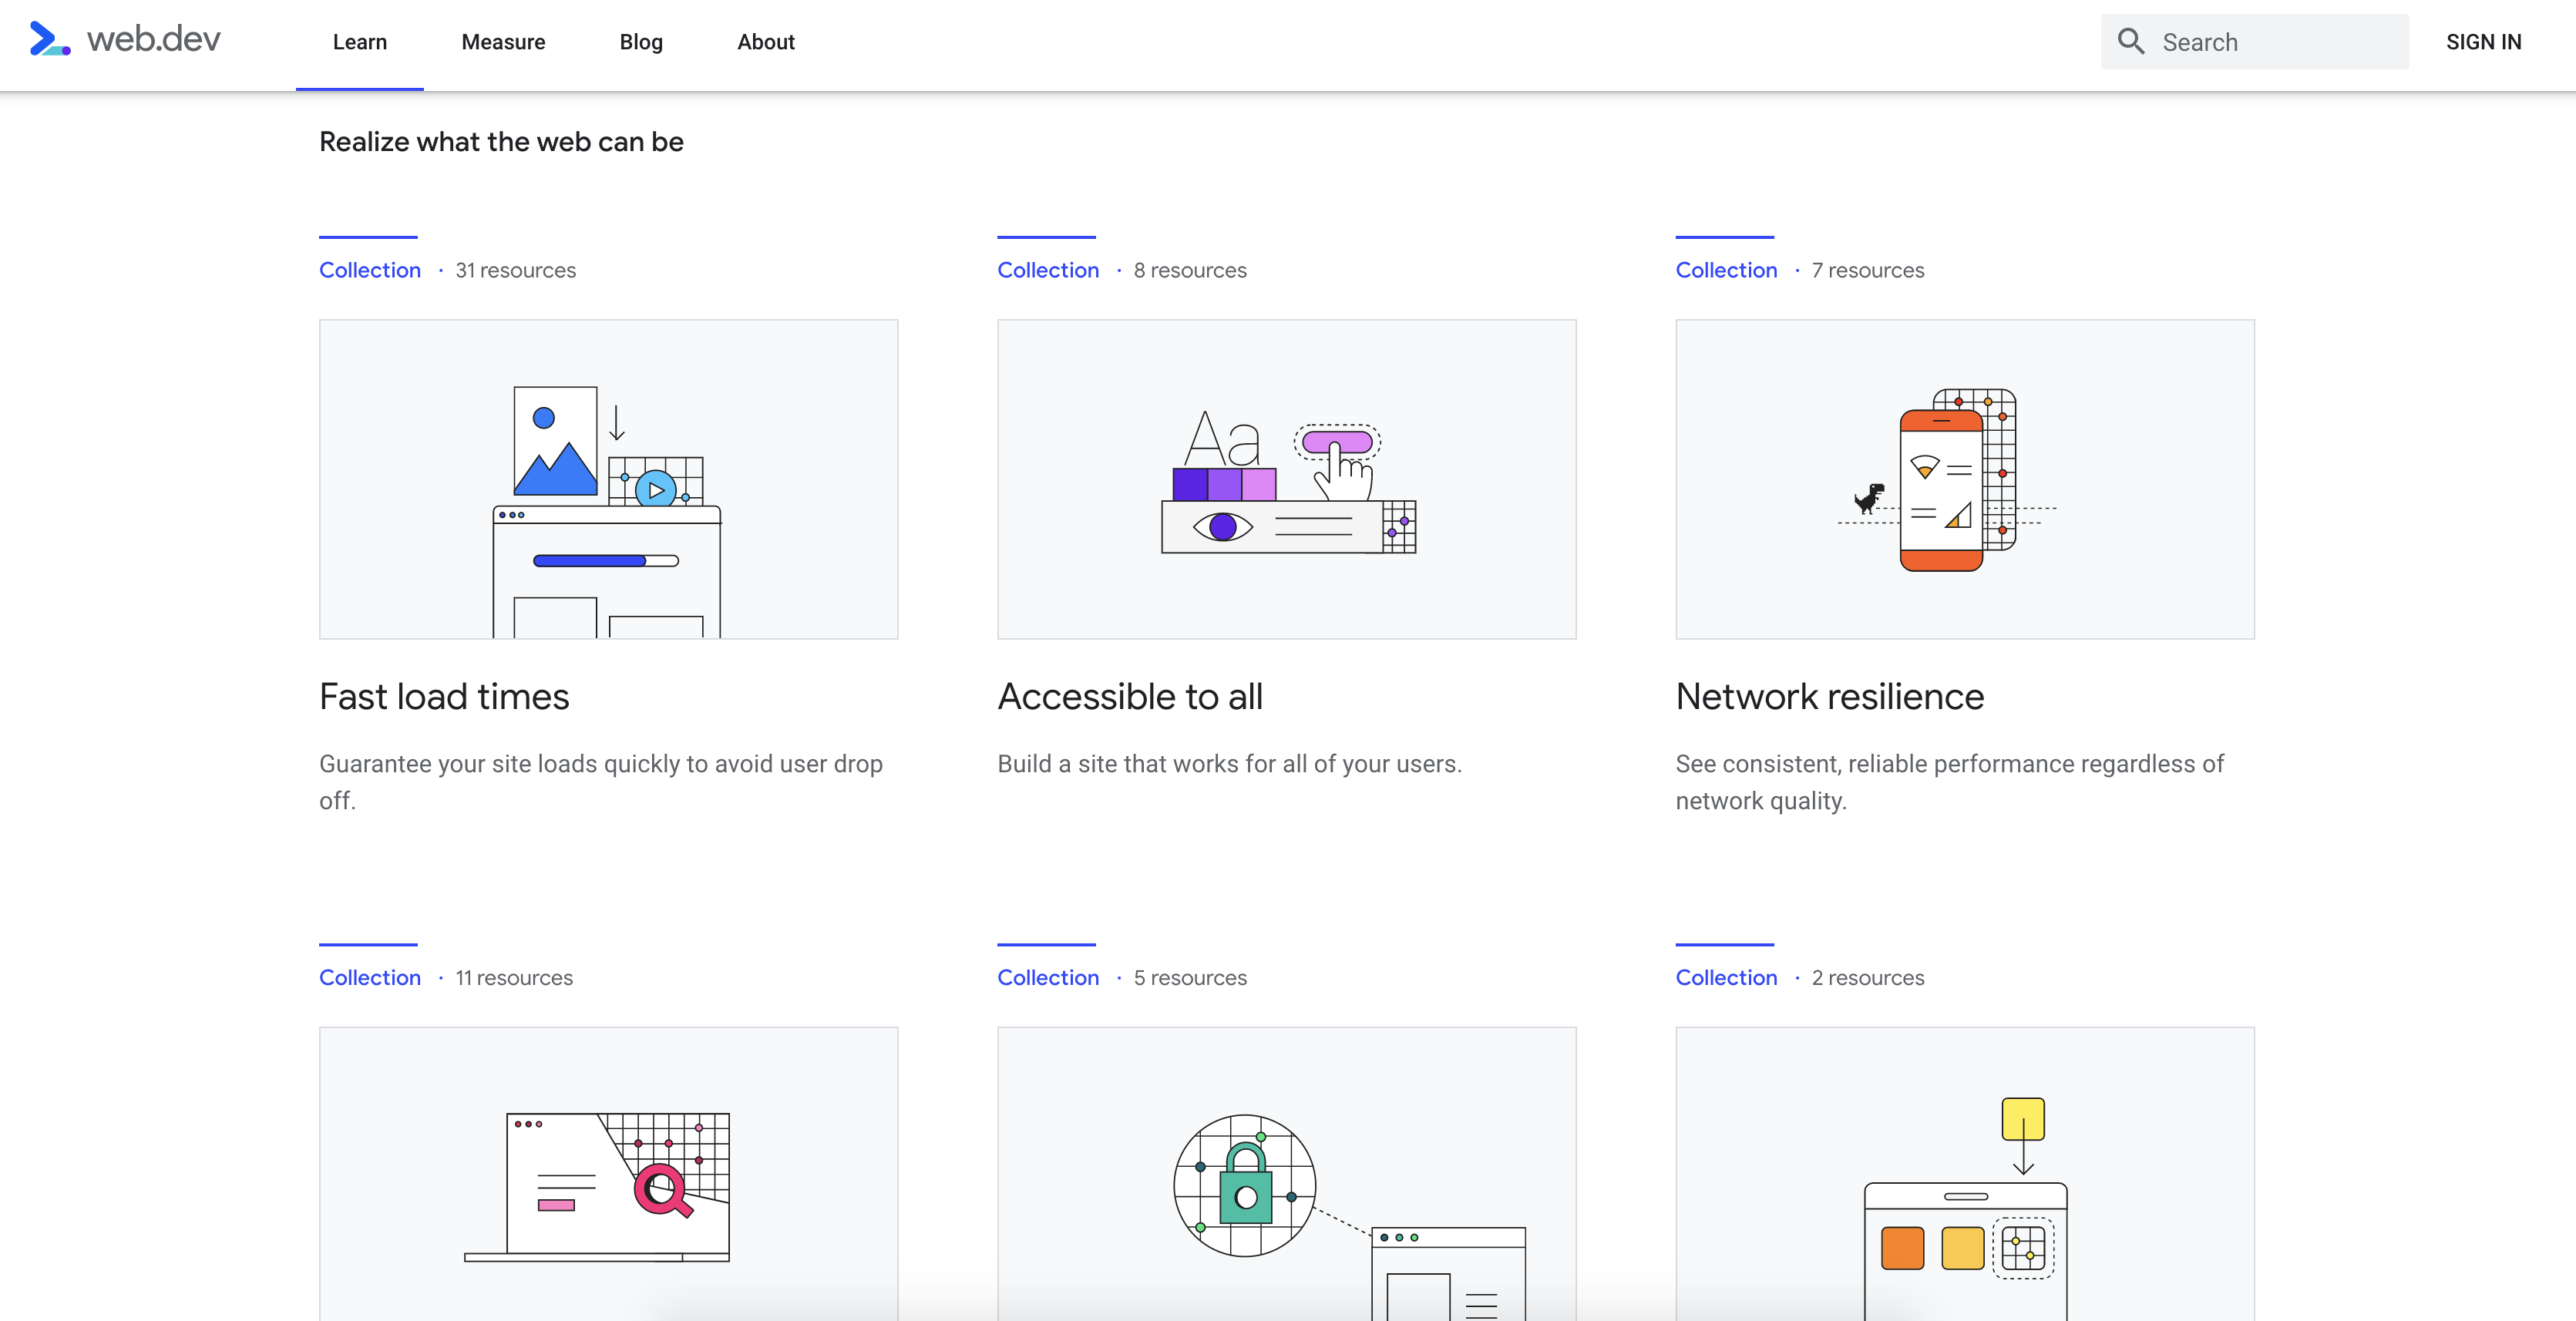 web.dev
Learn
Measure
Blog
About
Search
SIGN IN
Realize what the web can be
Collection · 31 resources
Collection · 8 resources
Collection · 7 resources
Aa
Fast load times
Accessible to all
Network resilience
Guarantee your site loads quickly to avoid user drop
off.
Build a site that works for all of your users.
See consistent, reliable performance regardless of
network quality.
Collection · 11 resources
Collection · 5 resources
Collection · 2 resources